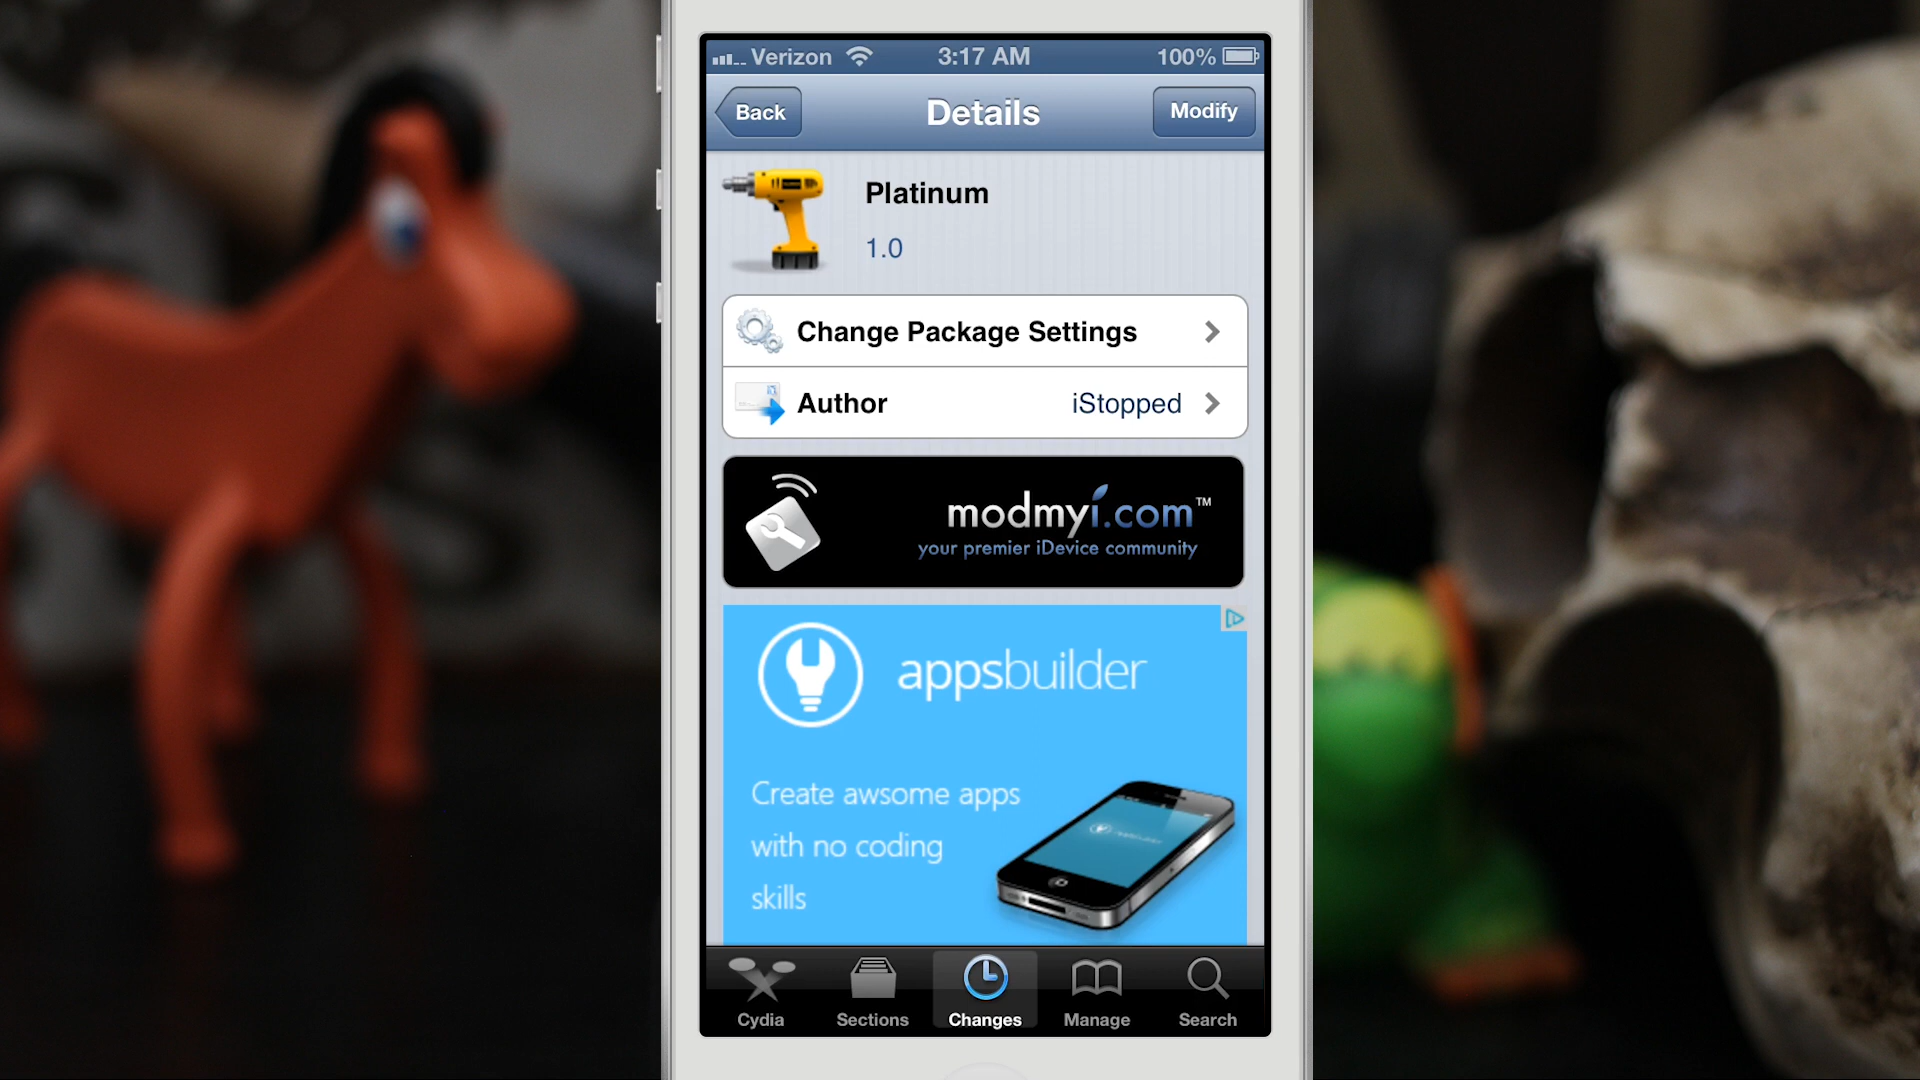 Verizon 3:17 AM 100%
Back Details Modify
Platinum
1.0
Change Package Settings
Author iStopped
modmyi.com™
your premier iDevice community
appsbuilder
Create awsome apps
with no coding
skills
Cydia Sections Changes Manage Search